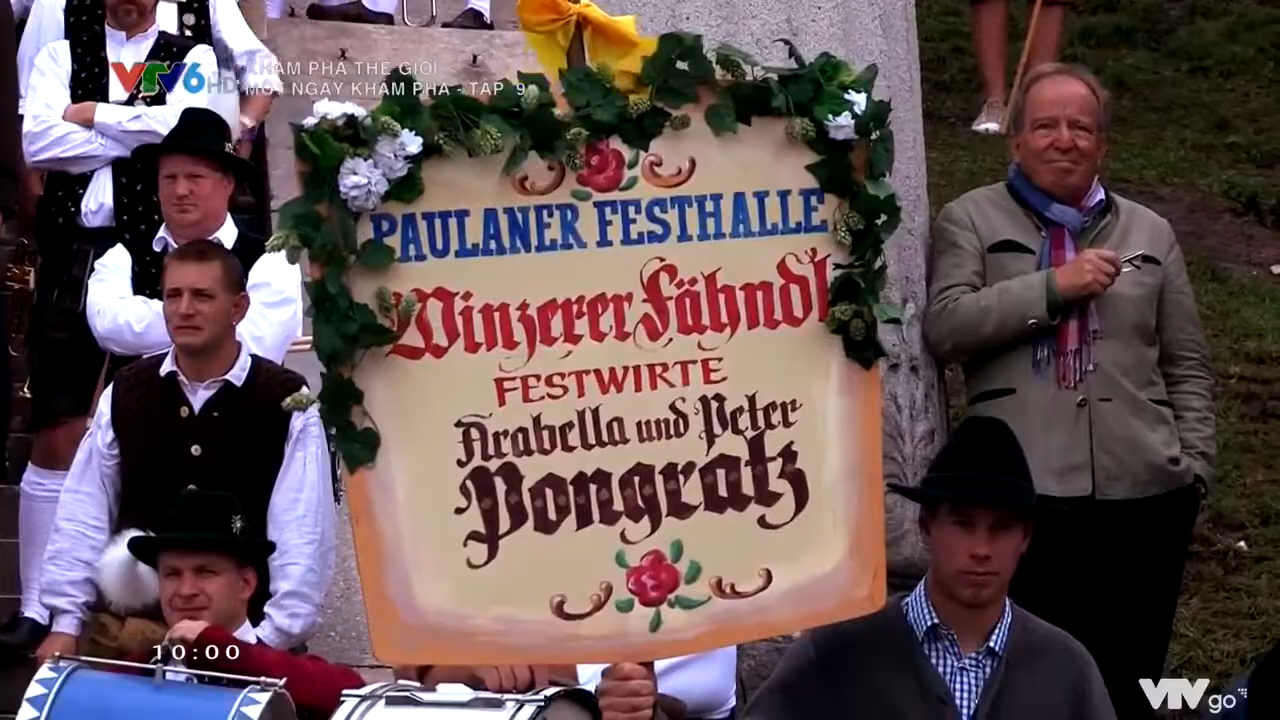 VTV6
HD
KHÁM PHÁ THẾ GIỚI
MỘT NGÀY KHÁM PHÁ - TẬP 9
PAULANER FESTHALLE
Winzerer Fähndl
FESTWIRTE
Arabella und Peter
Pongratz
10:00
VTVgo